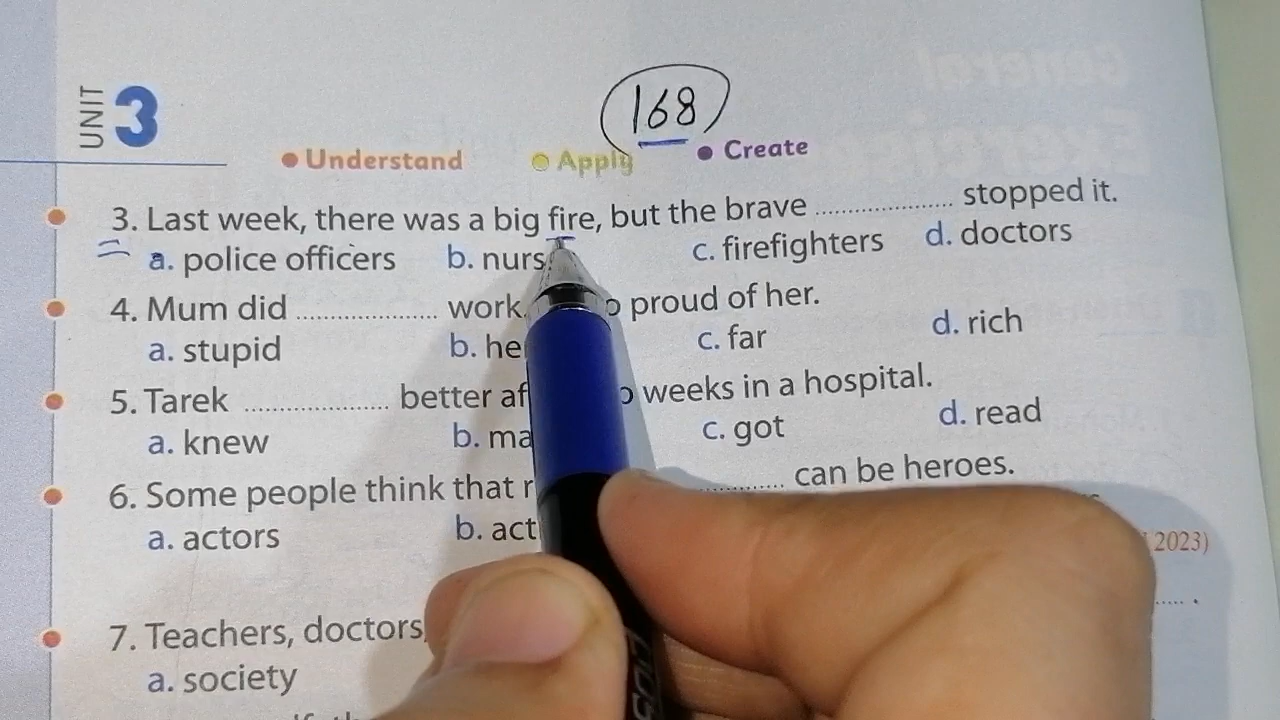 UNIT 3
168
Understand Apply Create
3. Last week, there was a big fire, but the brave .................... stopped it.
a. police officers b. nurs c. firefighters d. doctors
4. Mum did .................... work. proud of her.
a. stupid b. he c. far d. rich
5. Tarek .................... better af weeks in a hospital.
a. knew b. ma c. got d. read
6. Some people think that r .............. can be heroes.
a. actors b. act
2023)
7. Teachers, doctors, ...... .
a. society